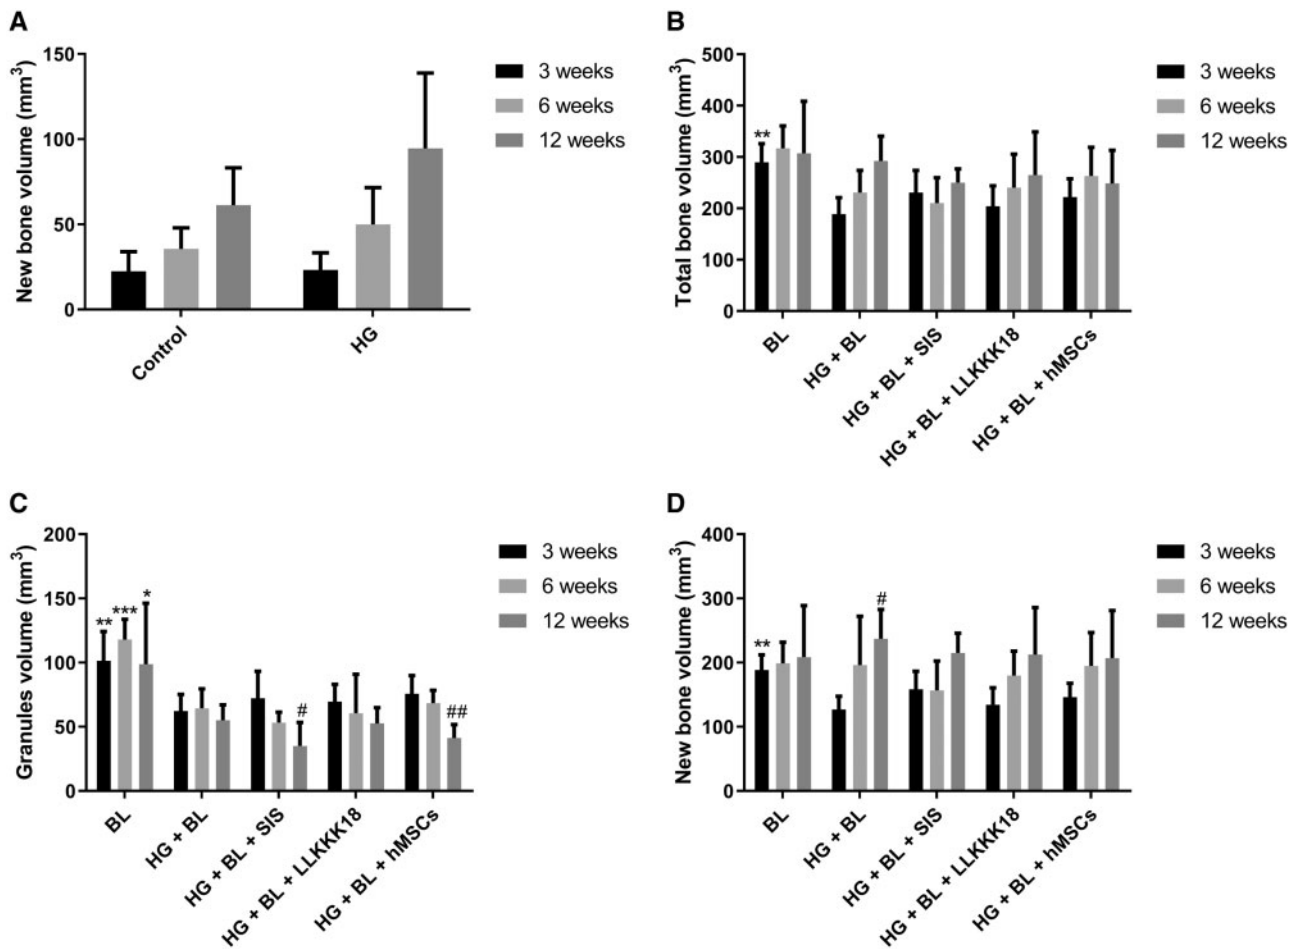 A
New bone volume (mm³)
150
100
50
0
Control
HG
3 weeks
6 weeks
12 weeks
B
Total bone volume (mm³)
500
400
300
200
100
0
**
BL
HG + BL
HG + BL + SIS
HG + BL + LLKKK18
HG + BL + hMSCs
3 weeks
6 weeks
12 weeks
C
Granules volume (mm³)
200
150
100
50
0
**
***
*
#
##
BL
HG + BL
HG + BL + SIS
HG + BL + LLKKK18
HG + BL + hMSCs
3 weeks
6 weeks
12 weeks
D
New bone volume (mm³)
400
300
200
100
0
**
#
BL
HG + BL
HG + BL + SIS
HG + BL + LLKKK18
HG + BL + hMSCs
3 weeks
6 weeks
12 weeks